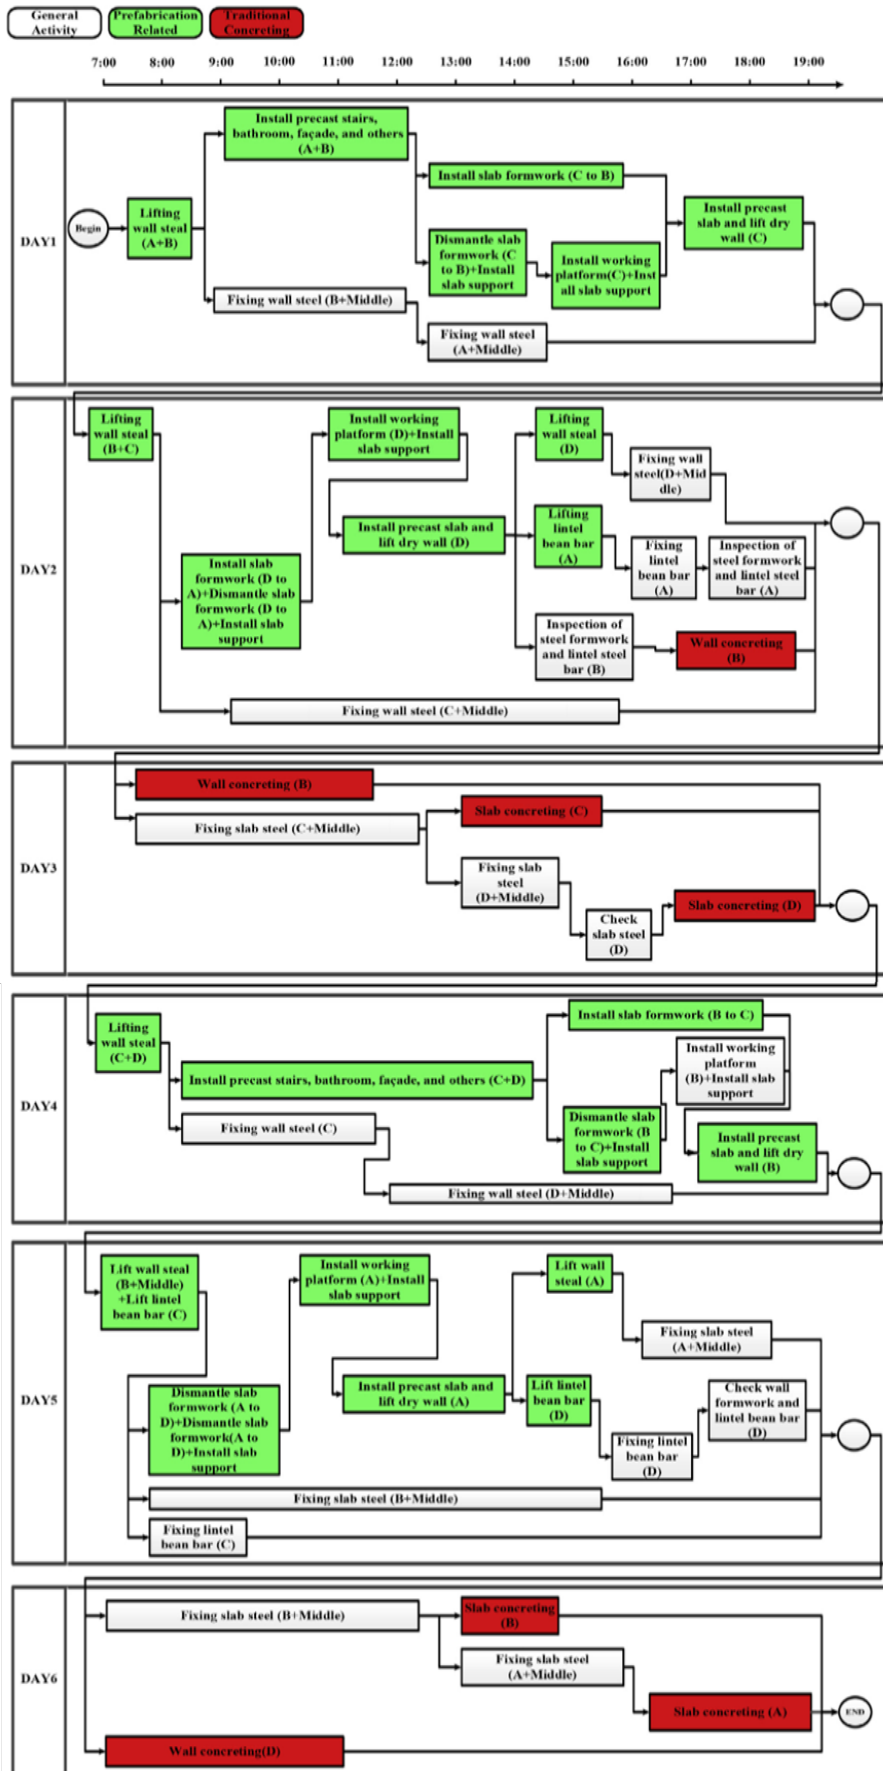 General
Activity
Prefabrication
Related
Traditional
Concreting
7:00 8:00 9:00 10:00 11:00 12:00 13:00 14:00 15:00 16:00 17:00 18:00 19:00
DAY1
Begin
Lifting
wall steal
(A+B)
Install precast stairs,
bathroom, façade, and others
(A+B)
Fixing wall steel (B+Middle)
Install slab formwork (C to B)
Dismantle slab
formwork (C
to B)+Install
slab support
Install working
platform(C)+Inst
all slab support
Fixing wall steel
(A+Middle)
Install precast
slab and lift dry
wall (C)
DAY2
Lifting
wall steal
(B+C)
Install slab
formwork (D to
A)+Dismantle slab
formwork (D to
A)+Install slab
support
Install working
platform (D)+Install
slab support
Install precast slab and
lift dry wall (D)
Lifting
wall steal
(D)
Fixing wall
steel(D+Mid
dle)
Lifting
lintel
bean bar
(A)
Fixing
lintel
bean bar
(A)
Inspection of
steel formwork
and lintel steel
bar (A)
Inspection of
steel formwork
and lintel steel
bar (B)
Wall concreting
(B)
Fixing wall steel (C+Middle)
DAY3
Wall concreting (B)
Fixing slab steel (C+Middle)
Slab concreting (C)
Fixing slab
steel
(D+Middle)
Check
slab steel
(D)
Slab concreting (D)
DAY4
Lifting
wall steal
(C+D)
Install precast stairs, bathroom, façade, and others (C+D)
Fixing wall steel (C)
Fixing wall steel (D+Middle)
Install slab formwork (B to C)
Dismantle slab
formwork (B
to C)+Install
slab support
Install working
platform
(B)+Install slab
support
Install precast
slab and lift dry
wall (B)
DAY5
Lift wall steal
(B+Middle)
+Lift lintel
bean bar (C)
Dismantle slab
formwork (A to
D)+Dismantle slab
formwork(A to
D)+Install slab
support
Install working
platform (A)+Install
slab support
Install precast slab and
lift dry wall (A)
Lift wall
steal (A)
Fixing slab steel
(A+Middle)
Lift lintel
bean bar
(D)
Fixing lintel
bean bar
(D)
Check wall
formwork and
lintel bean bar
(D)
Fixing slab steel (B+Middle)
Fixing lintel
bean bar (C)
DAY6
Fixing slab steel (B+Middle)
Slab concreting
(B)
Fixing slab steel
(A+Middle)
Slab concreting (A)
END
Wall concreting(D)